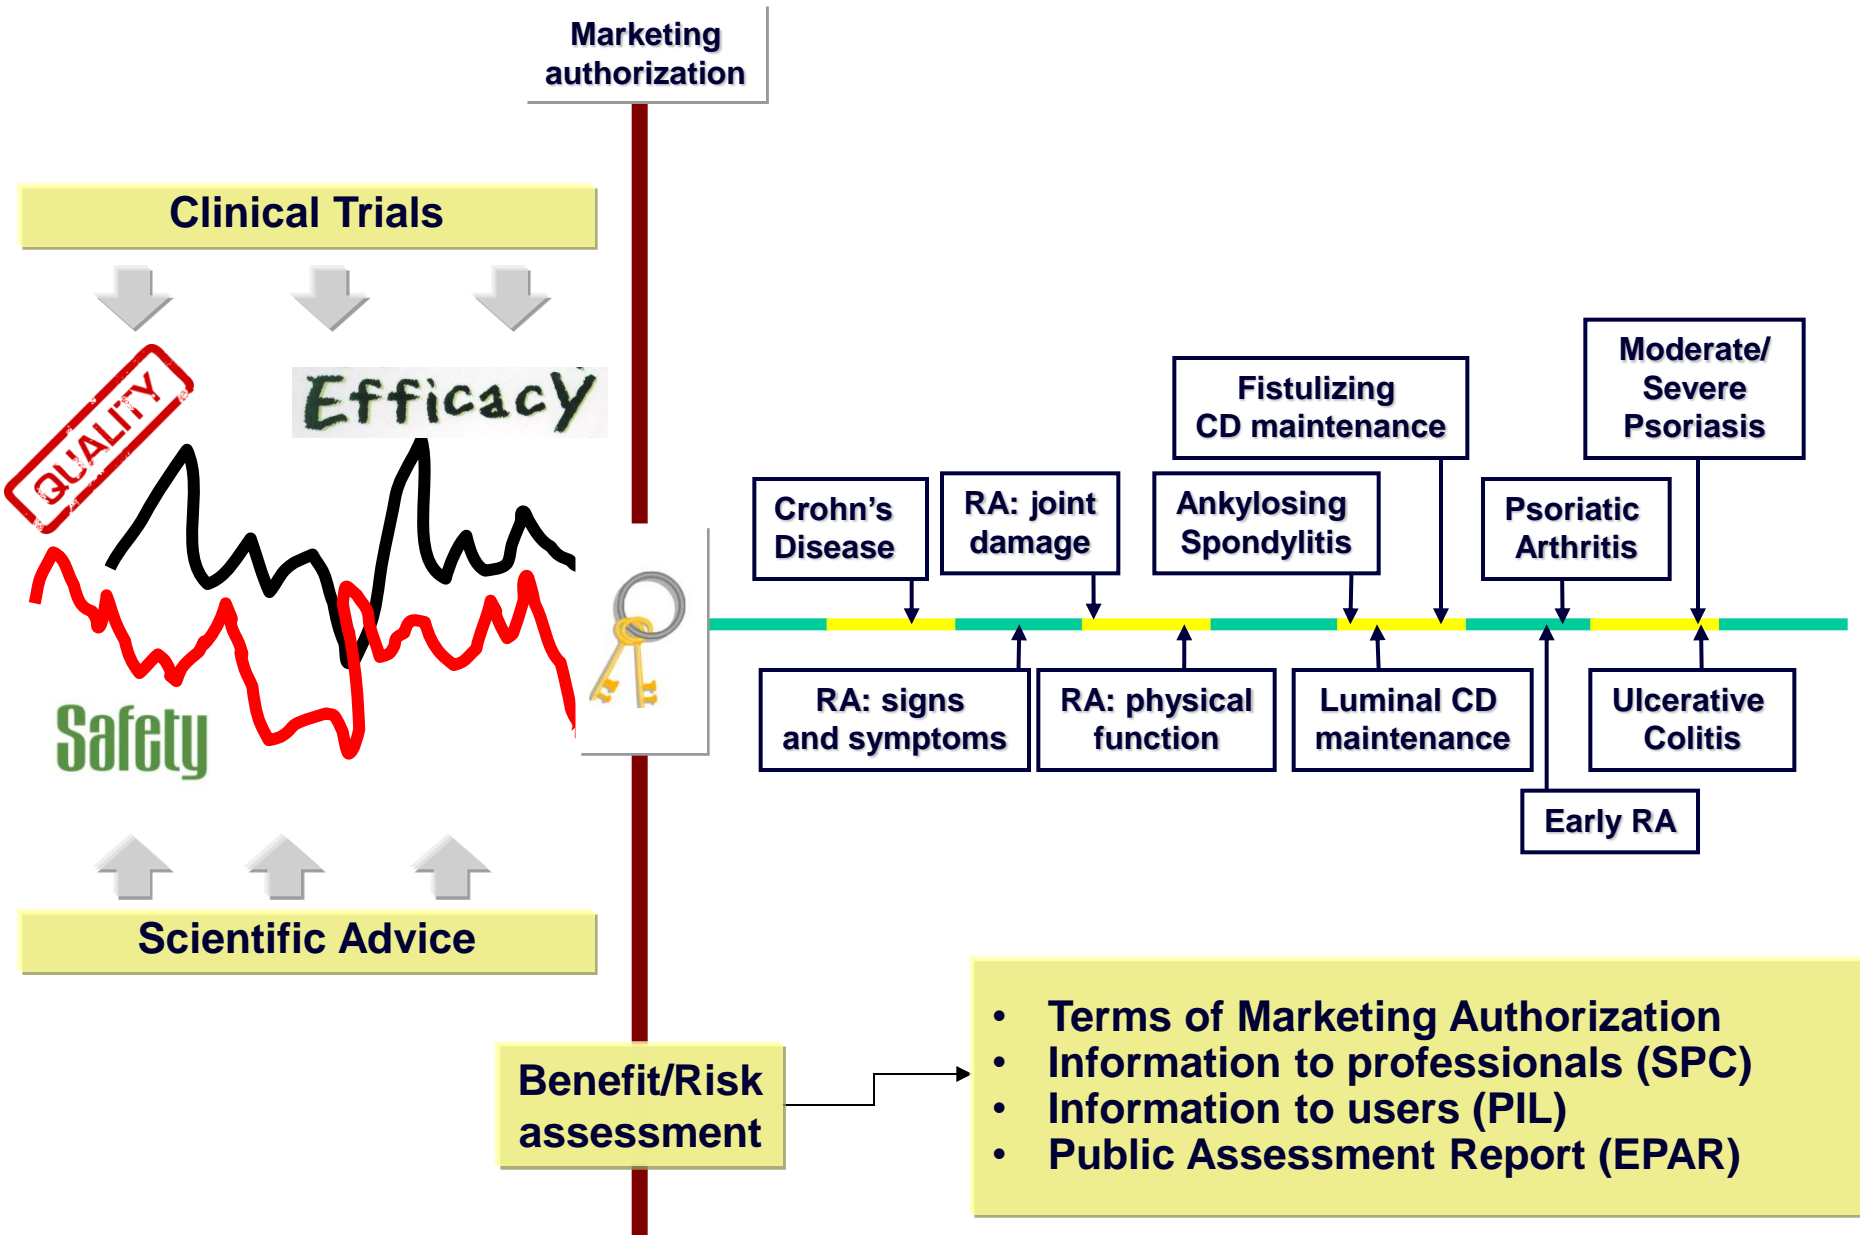 Marketing
authorization
Clinical Trials
QUALITY
Efficacy
Safety
Scientific Advice
Moderate/
Severe
Psoriasis
Fistulizing
CD maintenance
Crohn’s
Disease
RA: joint
damage
Ankylosing
Spondylitis
Psoriatic
Arthritis
RA: signs
and symptoms
RA: physical
function
Luminal CD
maintenance
Ulcerative
Colitis
Early RA
Benefit/Risk
assessment
• Terms of Marketing Authorization
• Information to professionals (SPC)
• Information to users (PIL)
• Public Assessment Report (EPAR)